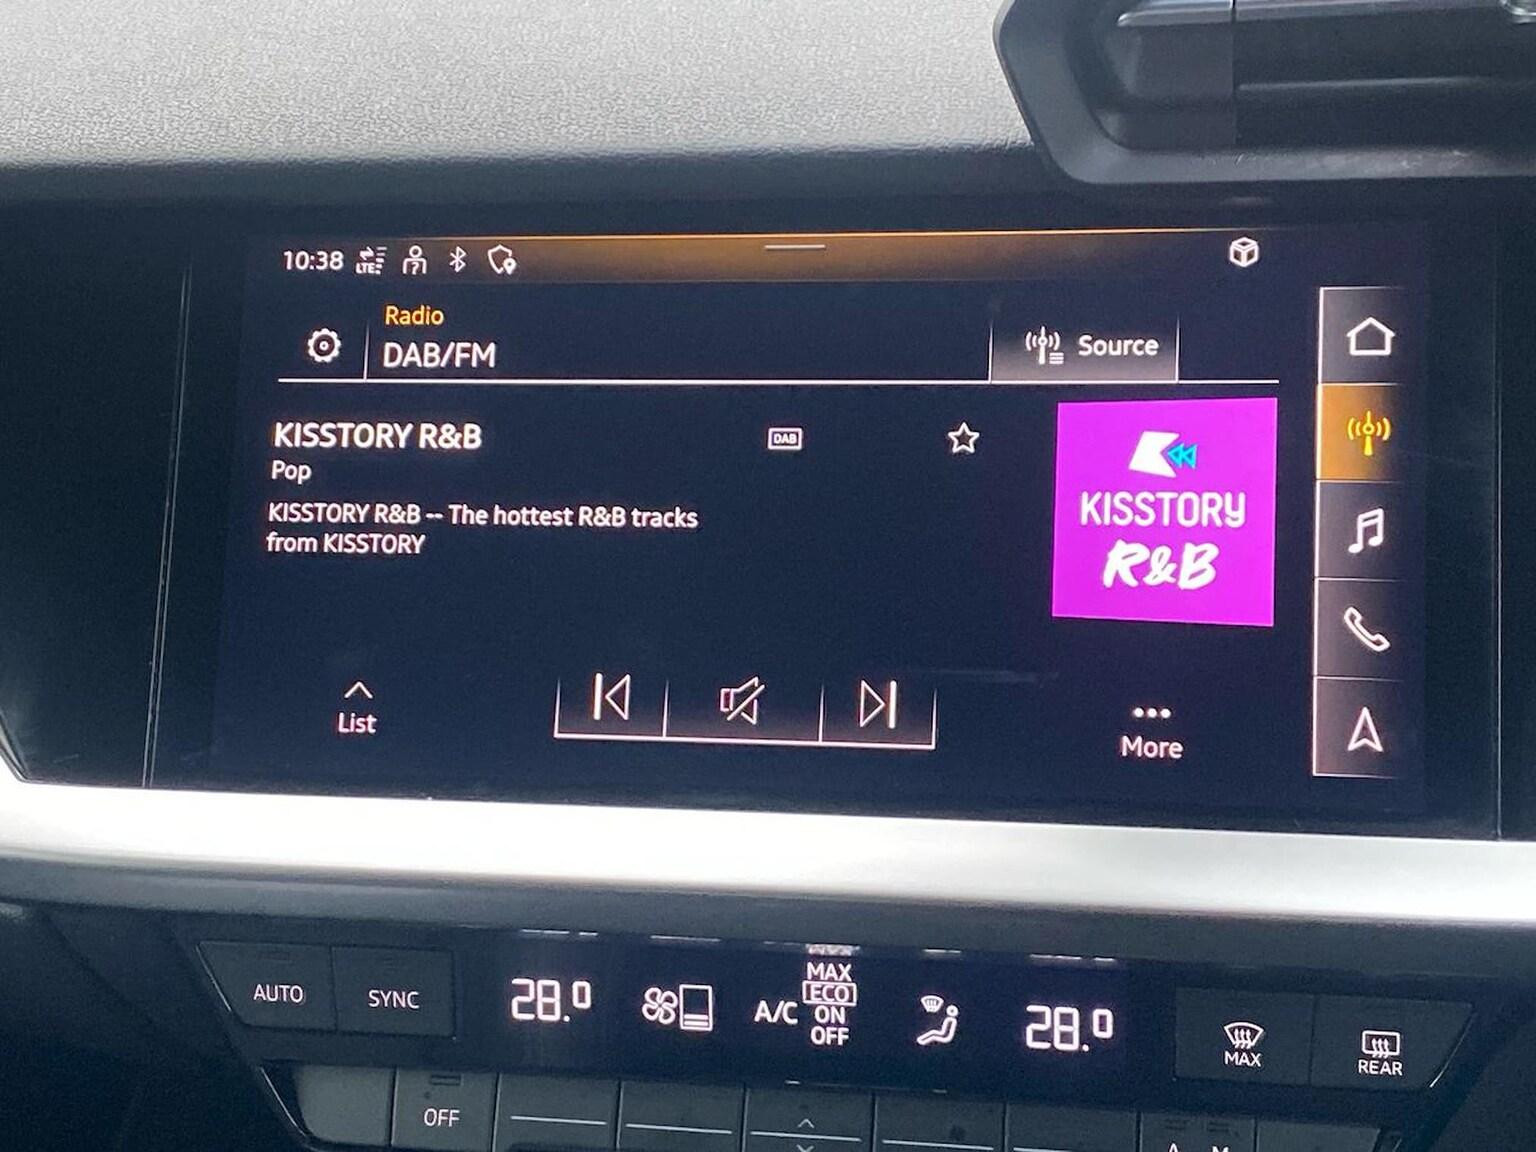 10:38
LTE
Radio
DAB/FM
Source
KISSTORY R&B
DAB
Pop
KISSTORY R&B -- The hottest R&B tracks
from KISSTORY
KISSTORY
R&B
List
More
AUTO
SYNC
28.0
A/C
MAX
ECO
ON
OFF
28.0
MAX
REAR
OFF